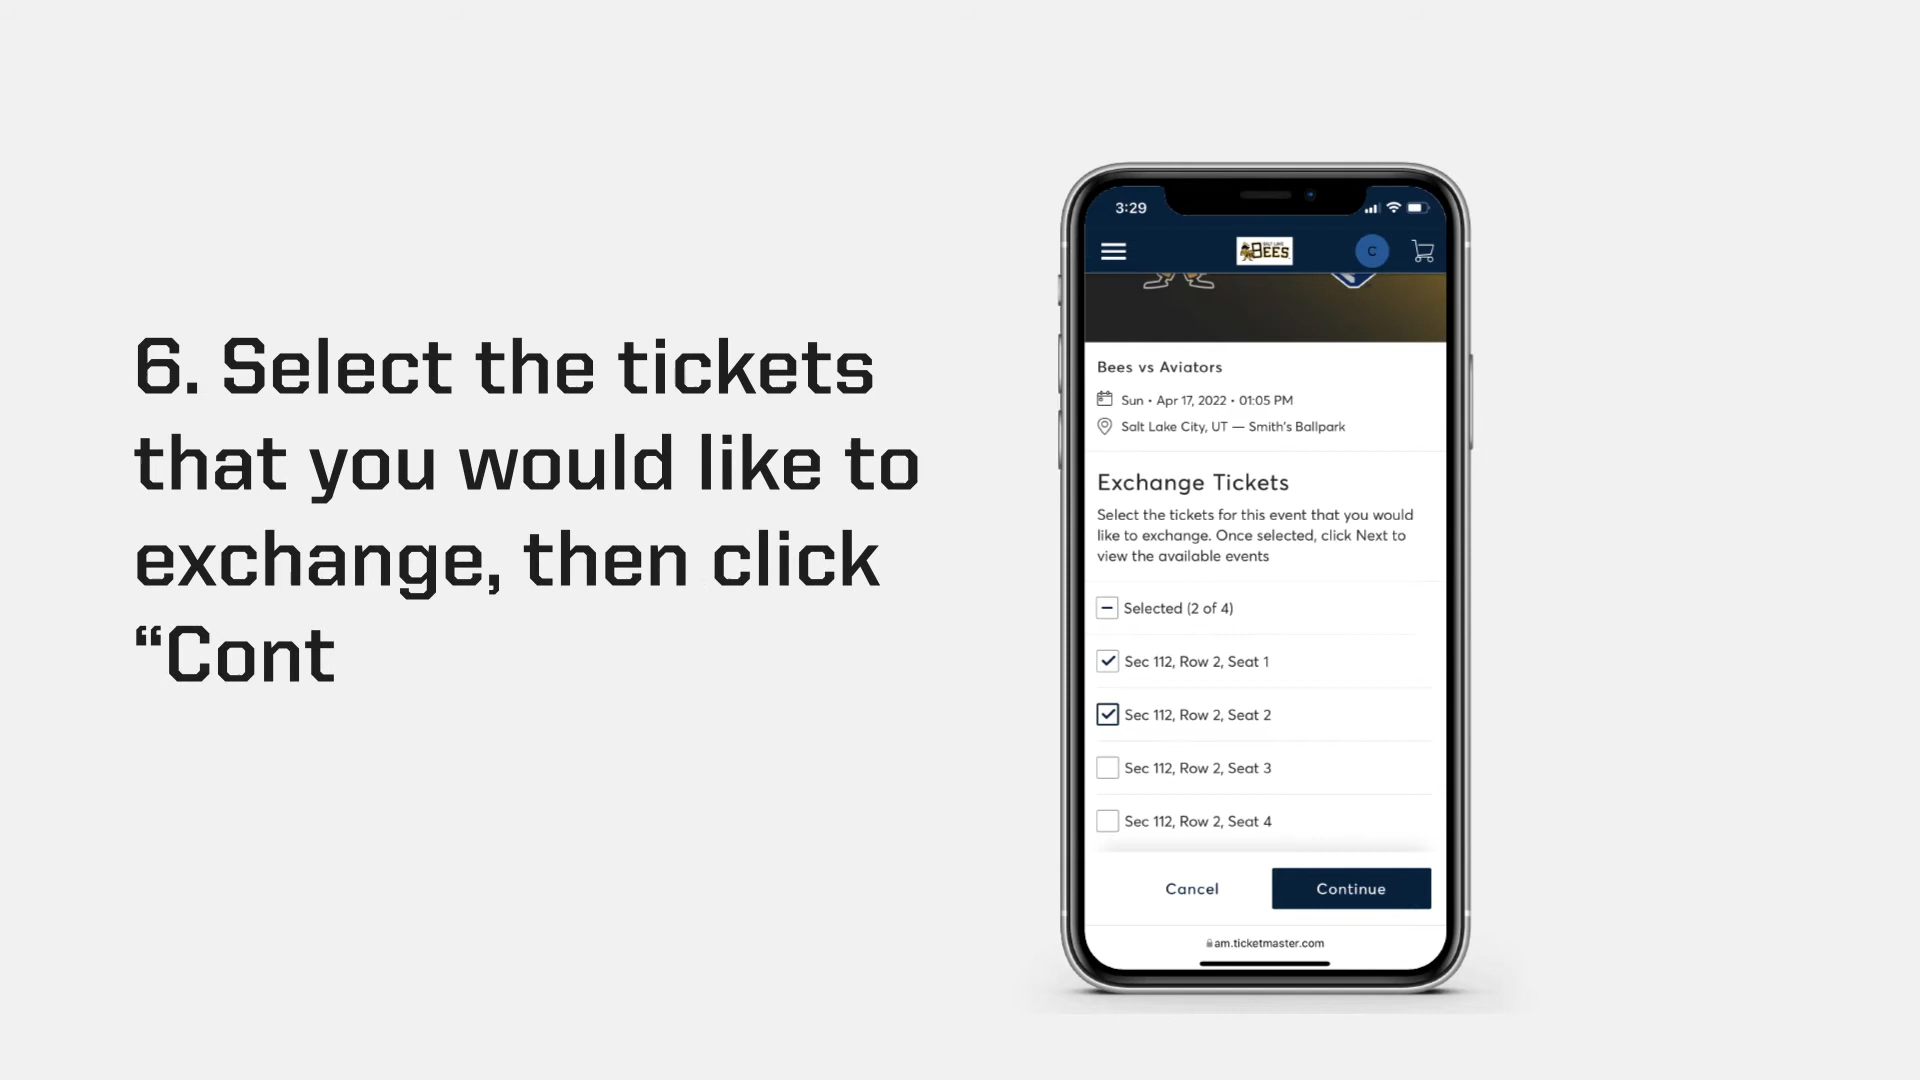 6. Select the tickets
that you would like to
exchange, then click
“Cont
3:29
SALT LAKE
BEES
C
Bees vs Aviators
Sun • Apr 17, 2022 • 01:05 PM
Salt Lake City, UT — Smith's Ballpark
Exchange Tickets
Select the tickets for this event that you would
like to exchange. Once selected, click Next to
view the available events
Selected (2 of 4)
Sec 112, Row 2, Seat 1
Sec 112, Row 2, Seat 2
Sec 112, Row 2, Seat 3
Sec 112, Row 2, Seat 4
Cancel
Continue
am.ticketmaster.com